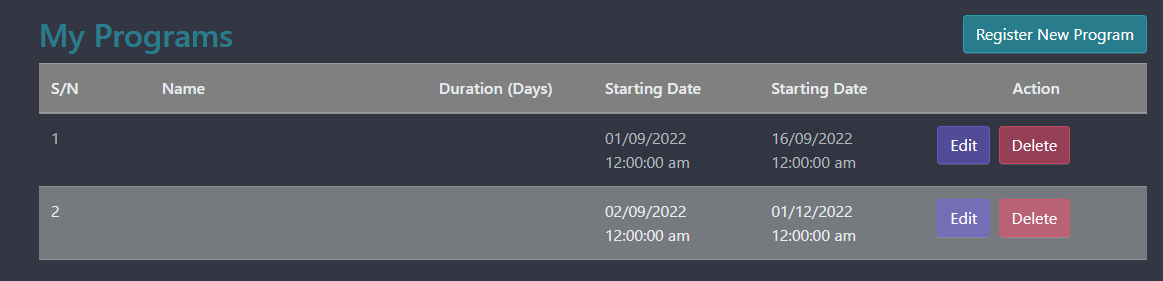 My Programs
Register New Program
S/N Name Duration (Days) Starting Date Starting Date Action
1 01/09/2022 16/09/2022 Edit Delete
12:00:00 am 12:00:00 am
2 02/09/2022 01/12/2022 Edit Delete
12:00:00 am 12:00:00 am